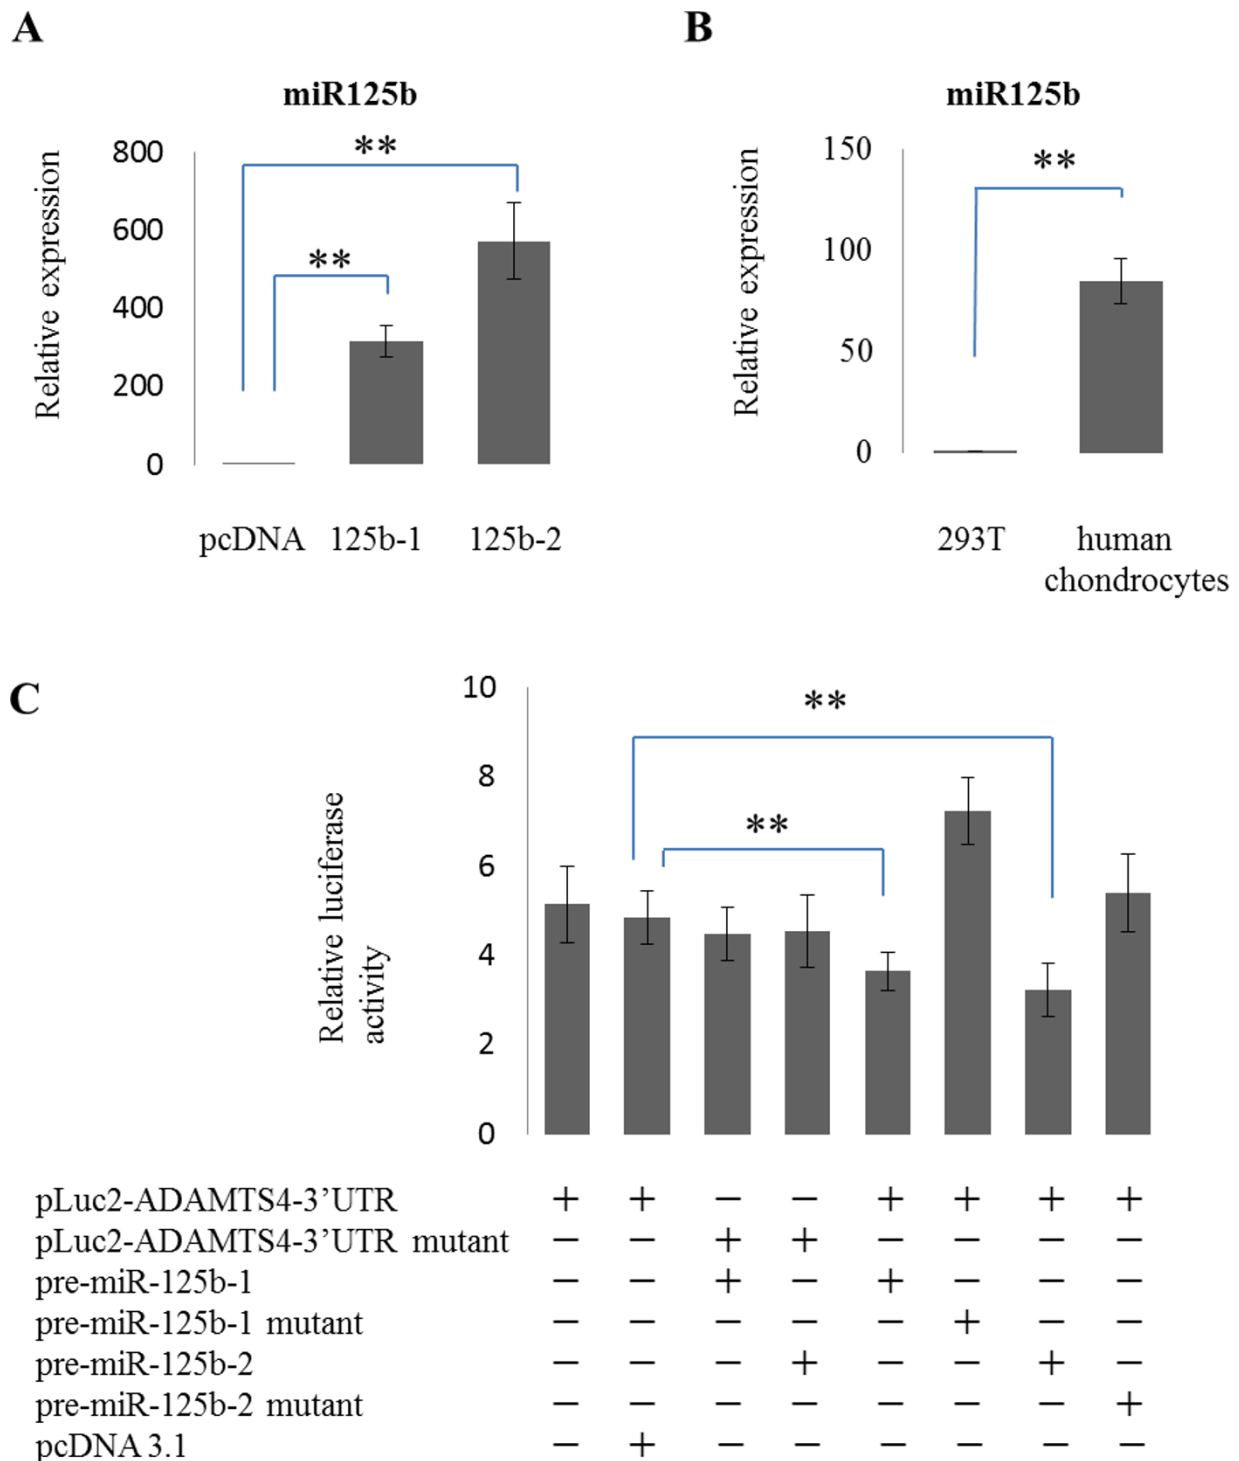 A
B
miR125b
miR125b
Relative expression
800
600
400
200
0
**
**
pcDNA 125b-1 125b-2
Relative expression
150
100
50
0
**
293T human
chondrocytes
C
Relative luciferase
activity
10
8
6
4
2
0
**
**
pLuc2-ADAMTS4-3’UTR + + − − + + + +
pLuc2-ADAMTS4-3’UTR mutant − − + + − − − −
pre-miR-125b-1 − − + − + − − −
pre-miR-125b-1 mutant − − − − − + − −
pre-miR-125b-2 − − − + − − + −
pre-miR-125b-2 mutant − − − − − − − +
pcDNA 3.1 − + − − − − − −